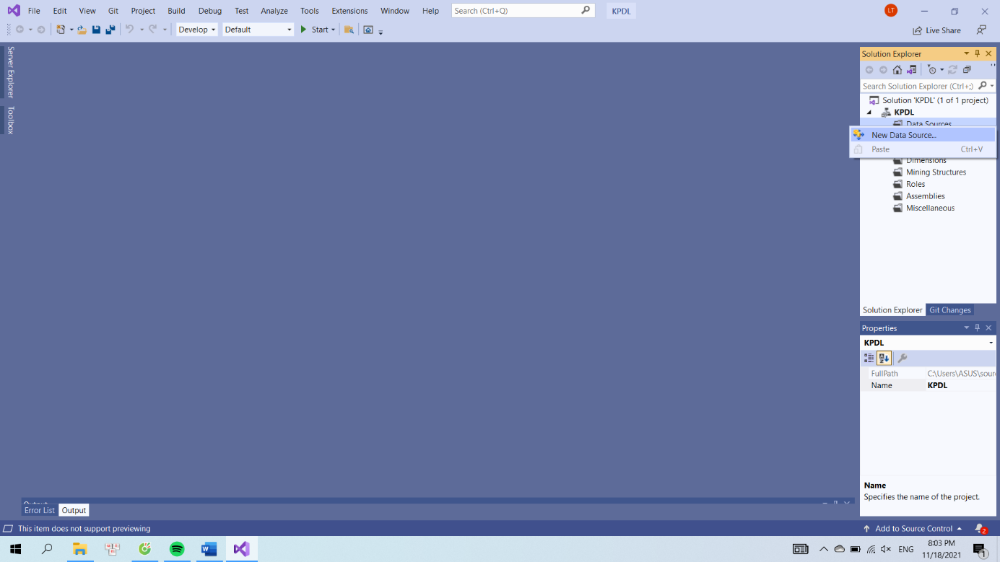 File Edit View Git Project Build Debug Test Analyze Tools Extensions Window Help Search (Ctrl+Q) KPDL LT
Develop Default Start Live Share
Server Explorer
Toolbox
Solution Explorer
Search Solution Explorer (Ctrl+;)
Solution 'KPDL' (1 of 1 project)
KPDL
Data Sources
New Data Source...
Paste Ctrl+V
Dimensions
Mining Structures
Roles
Assemblies
Miscellaneous
Solution Explorer Git Changes
Properties
KPDL
FullPath C:\Users\ASUS\sour
Name KPDL
Name
Specifies the name of the project.
Output
Error List Output
This item does not support previewing Add to Source Control 2
ENG 8:03 PM
11/18/2021 1